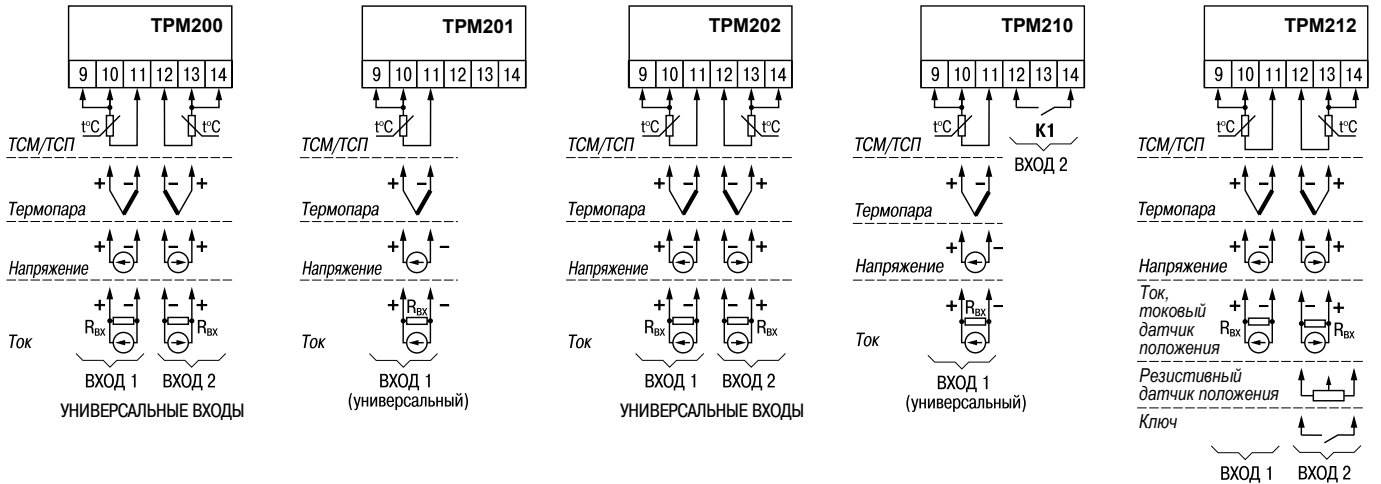 ТРМ200
9 10 11 12 13 14
t°C
t°C
ТСМ/ТСП
+ – – +
Термопара
+ – – +
Напряжение
+ – – +
Rвх
Rвх
Ток
ВХОД 1 ВХОД 2
УНИВЕРСАЛЬНЫЕ ВХОДЫ
ТРМ201
9 10 11 12 13 14
t°C
ТСМ/ТСП
+ –
Термопара
+ –
Напряжение
+ Rвх –
Ток
ВХОД 1
(универсальный)
ТРМ202
9 10 11 12 13 14
t°C
t°C
ТСМ/ТСП
+ – – +
Термопара
+ – – +
Напряжение
+ – – +
Rвх
Rвх
Ток
ВХОД 1 ВХОД 2
УНИВЕРСАЛЬНЫЕ ВХОДЫ
ТРМ210
9 10 11 12 13 14
t°C
К1
ВХОД 2
ТСМ/ТСП
+ –
Термопара
+ –
Напряжение
+ Rвх –
Ток
ВХОД 1
(универсальный)
ТРМ212
9 10 11 12 13 14
t°C
t°C
ТСМ/ТСП
+ – – +
Термопара
+ – – +
Напряжение
+ – – +
Ток,
токовый
датчик
положения
Rвх
Rвх
Резистивный
датчик положения
Ключ
ВХОД 1 ВХОД 2